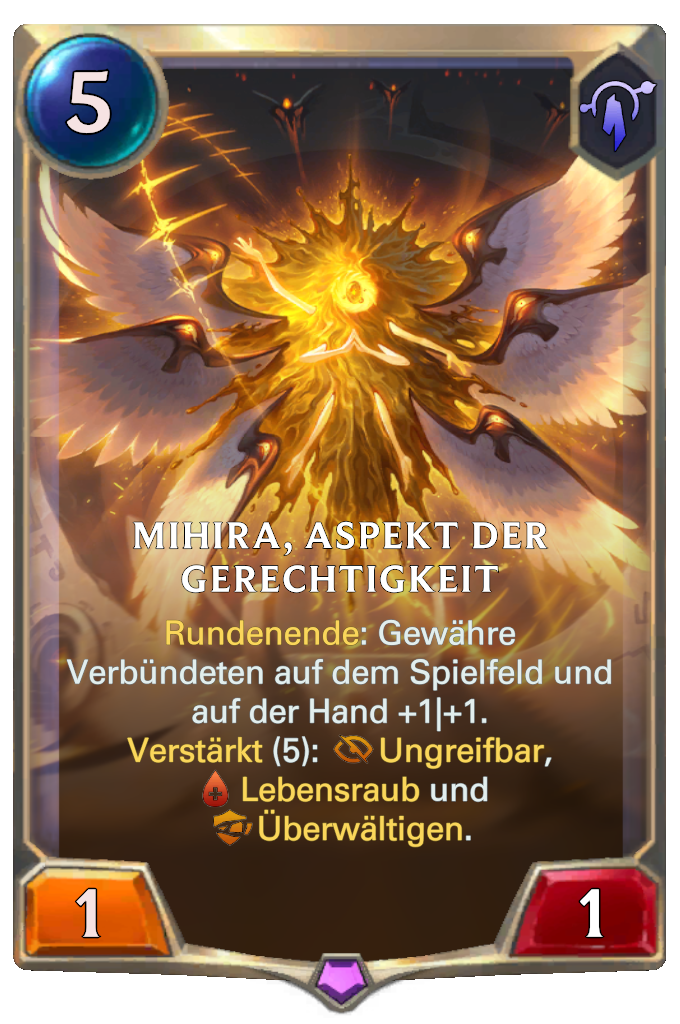 5
MIHIRA, ASPEKT DER
GERECHTIGKEIT
Rundenende: Gewähre
Verbündeten auf dem Spielfeld und
auf der Hand +1|+1.
Verstärkt (5): Ungreifbar,
Lebensraub und
Überwältigen.
1
1